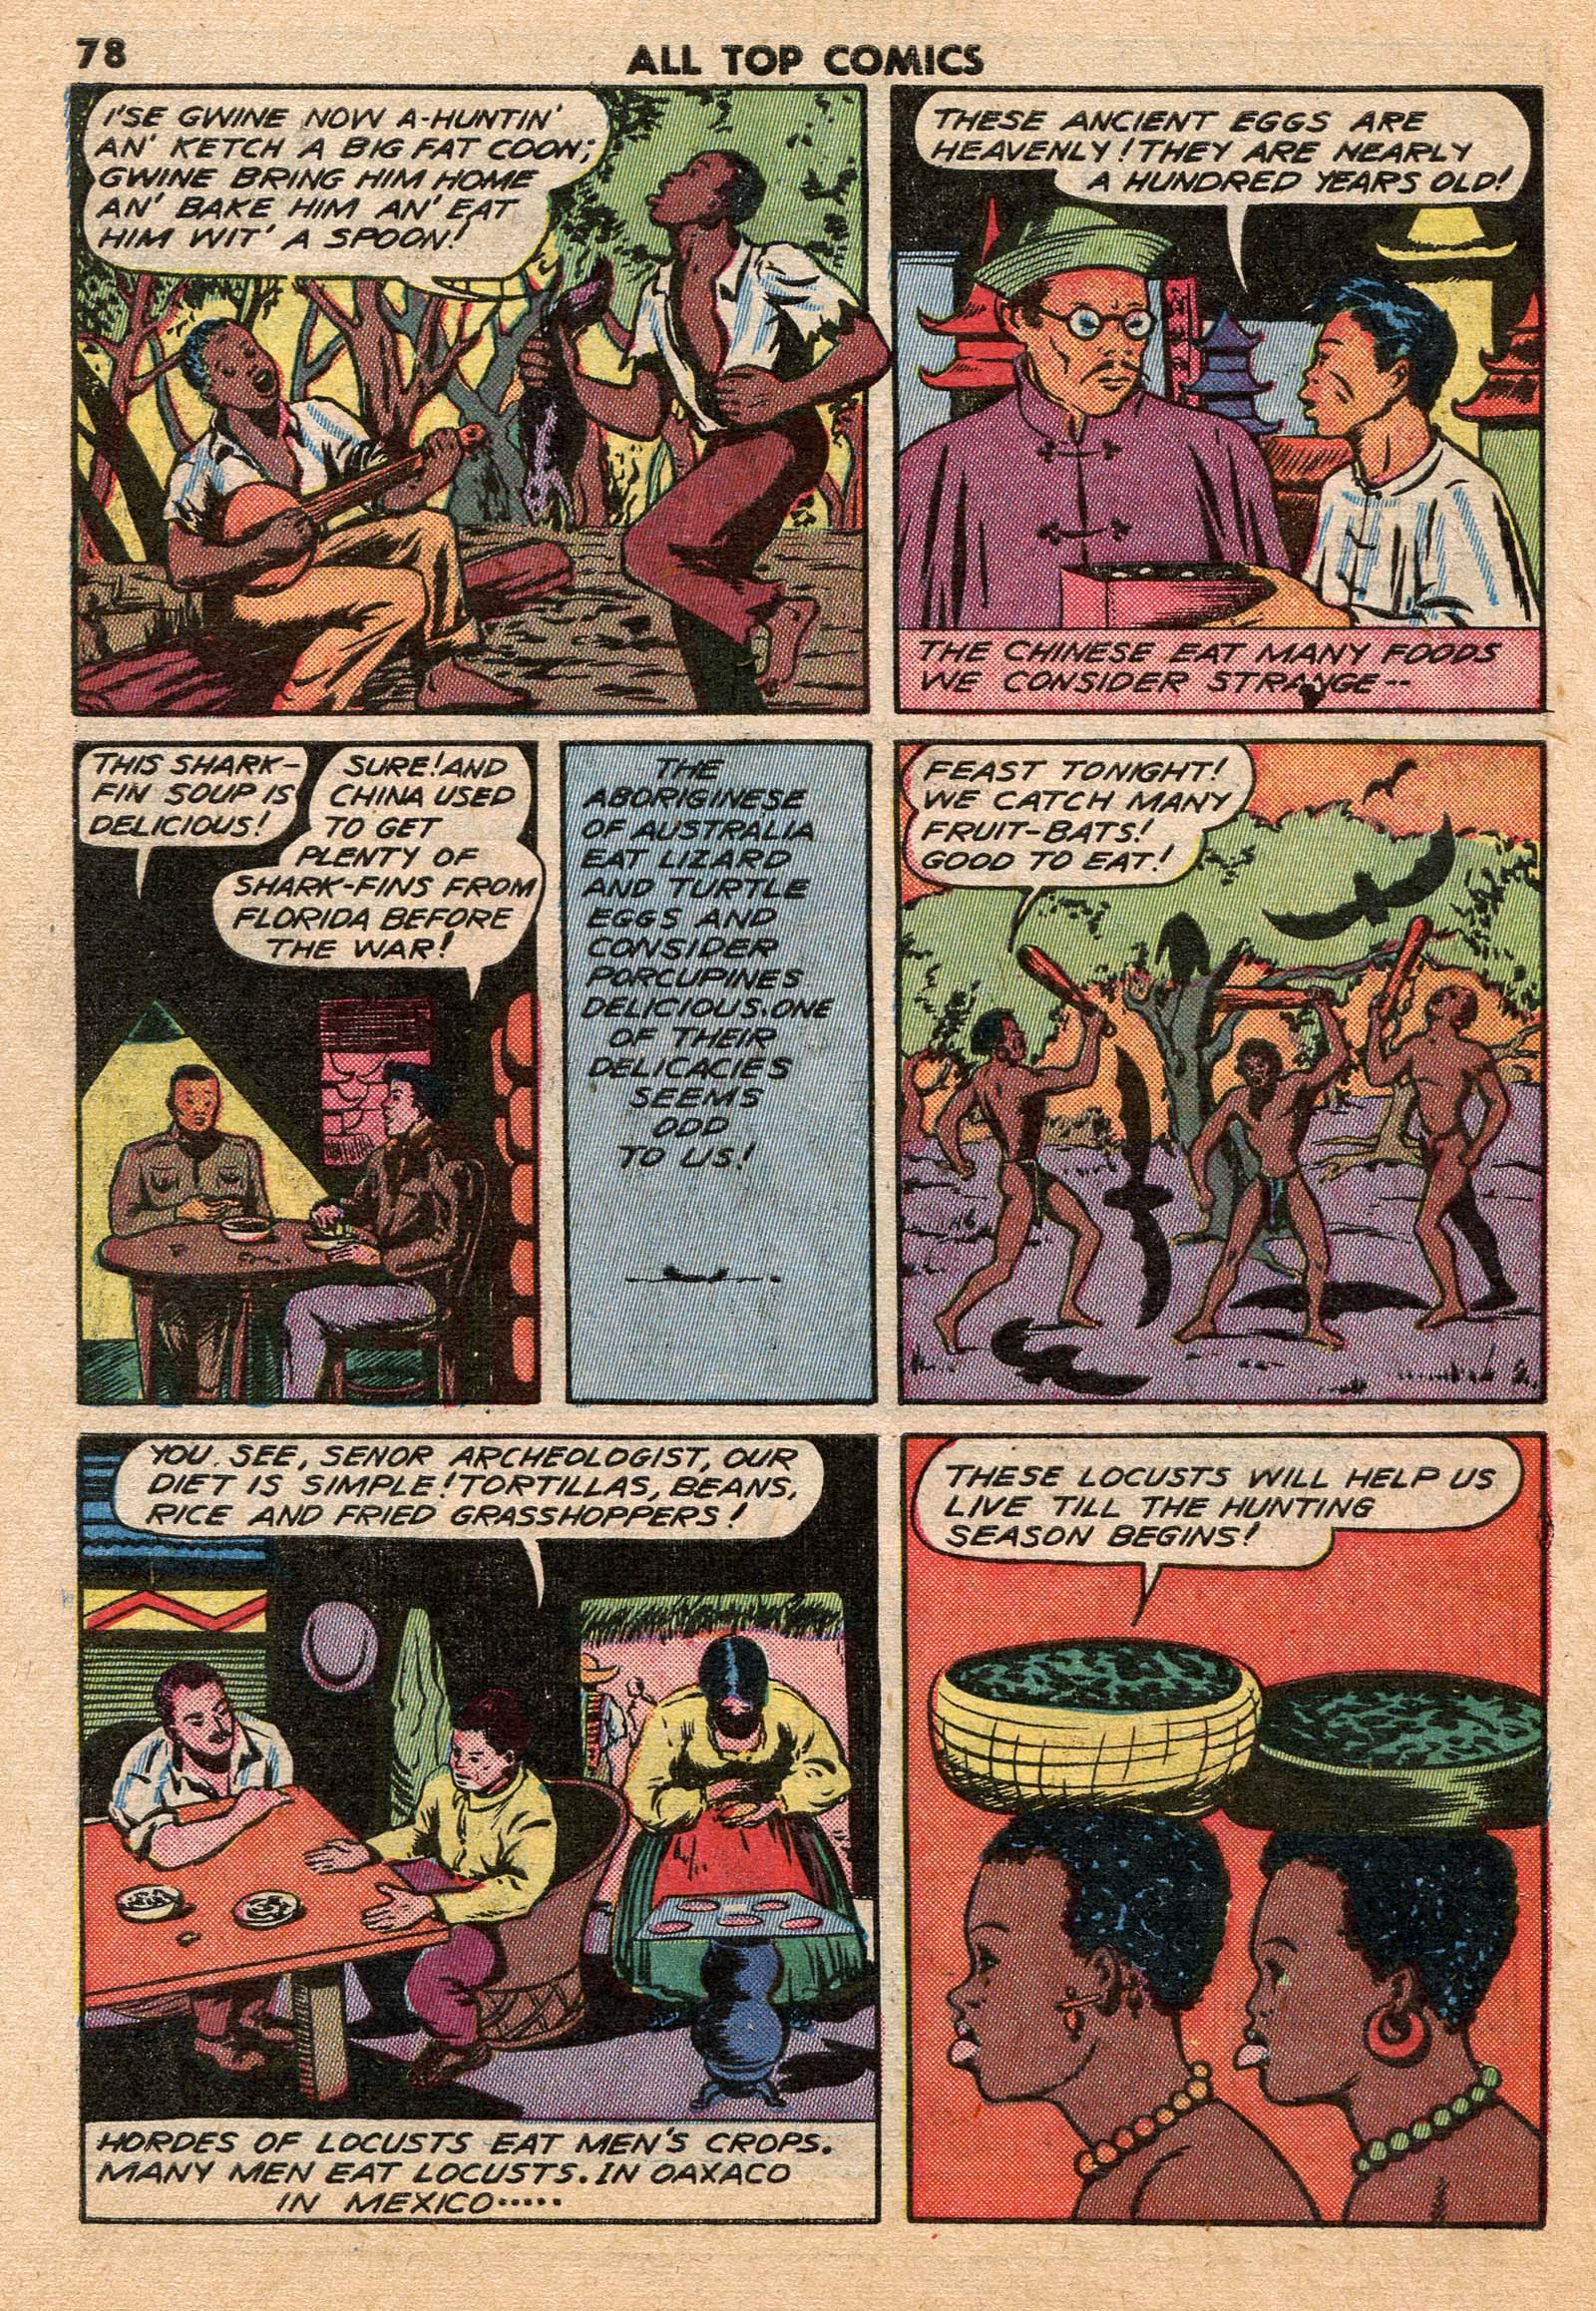 78
ALL TOP COMICS
I'SE GWINE NOW A-HUNTIN'
AN' KETCH A BIG FAT COON;
GWINE BRING HIM HOME
AN' BAKE HIM AN' EAT
HIM WIT' A SPOON!
THESE ANCIENT EGGS ARE
HEAVENLY! THEY ARE NEARLY
A HUNDRED YEARS OLD!
THE CHINESE EAT MANY FOODS
WE CONSIDER STRANGE--
THIS SHARK-
FIN SOUP IS
DELICIOUS!
SURE! AND
CHINA USED
TO GET
PLENTY OF
SHARK-FINS FROM
FLORIDA BEFORE
THE WAR!
THE
ABORIGINESE
OF AUSTRALIA
EAT LIZARD
AND TURTLE
EGGS AND
CONSIDER
PORCUPINES
DELICIOUS. ONE
OF THEIR
DELICACIES
SEEMS
ODD
TO US!
FEAST TONIGHT!
WE CATCH MANY
FRUIT-BATS!
GOOD TO EAT!
YOU. SEE, SENOR ARCHEOLOGIST, OUR
DIET IS SIMPLE! TORTILLAS, BEANS,
RICE AND FRIED GRASSHOPPERS!
HORDES OF LOCUSTS EAT MEN'S CROPS.
MANY MEN EAT LOCUSTS. IN OAXACO
IN MEXICO.....
THESE LOCUSTS WILL HELP US
LIVE TILL THE HUNTING
SEASON BEGINS!